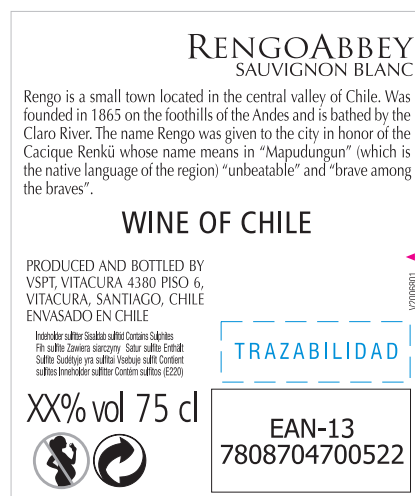 RENGOABBEY
SAUVIGNON BLANC
Rengo is a small town located in the central valley of Chile. Was
founded in 1865 on the foothills of the Andes and is bathed by the
Claro River. The name Rengo was given to the city in honor of the
Cacique Renkü whose name means in “Mapudungun” (which is
the native language of the region) “unbeatable” and “brave among
the braves”.
WINE OF CHILE
PRODUCED AND BOTTLED BY
VSPT, VITACURA 4380 PISO 6,
VITACURA, SANTIAGO, CHILE
ENVASADO EN CHILE
Indeholder sulfitter Sisaldab sulfitid Contains Sulphites
Fih sulfite Zawiera siarczyny Satur sulfite Enthält
Sulfite Sudėtyje yra sulfitai Vsebuje sulfit Contient
sulfites Inneholder sulfitter Contém sulfitos (E220)
V2006901
TRAZABILIDAD
XX% vol 75 cl
EAN-13
7808704700522